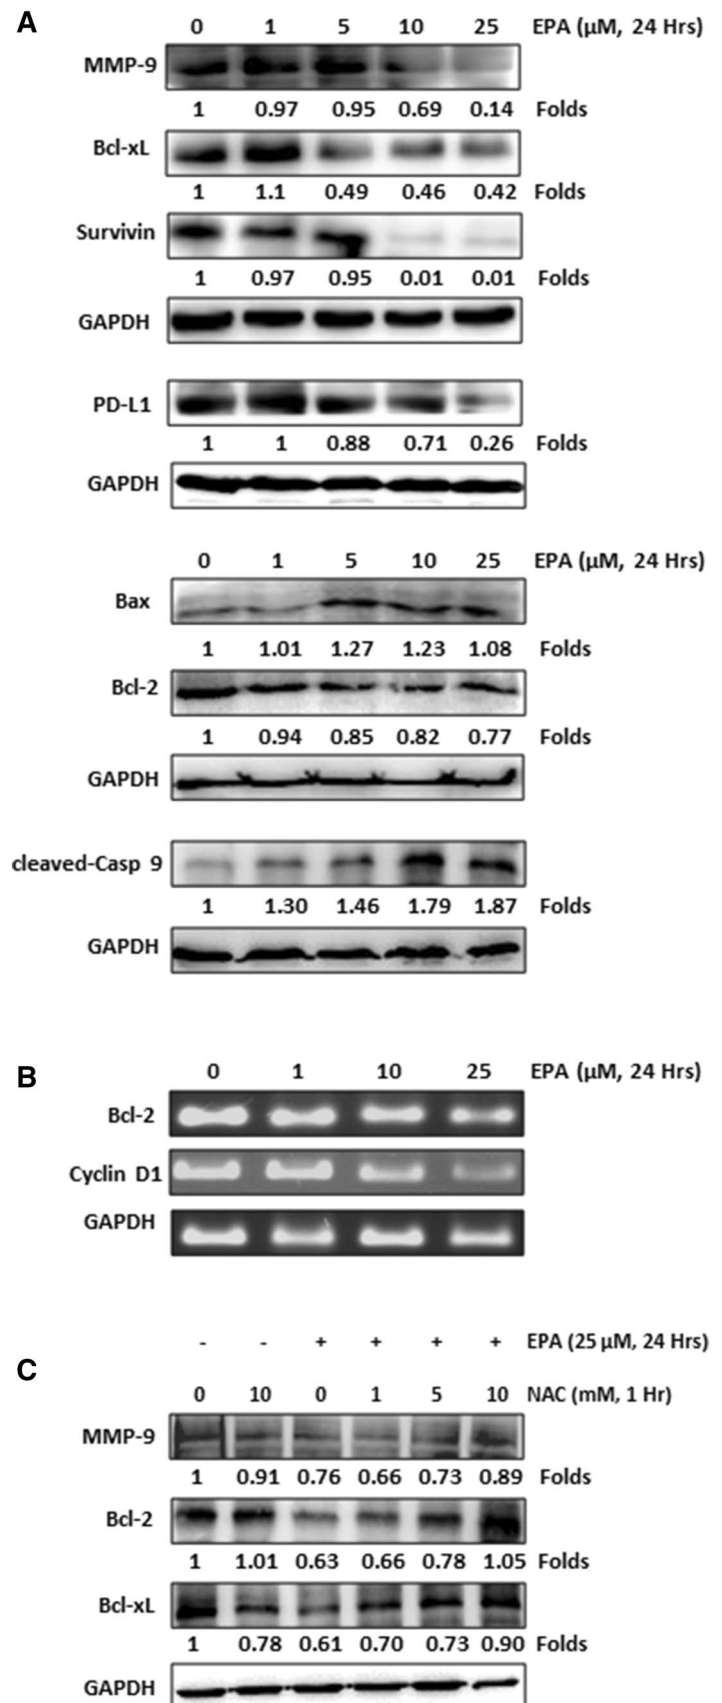 A
0 1 5 10 25 EPA (µM, 24 Hrs)
MMP-9
1 0.97 0.95 0.69 0.14 Folds
Bcl-xL
1 1.1 0.49 0.46 0.42 Folds
Survivin
1 0.97 0.95 0.01 0.01 Folds
GAPDH
PD-L1
1 1 0.88 0.71 0.26 Folds
GAPDH
0 1 5 10 25 EPA (µM, 24 Hrs)
Bax
1 1.01 1.27 1.23 1.08 Folds
Bcl-2
1 0.94 0.85 0.82 0.77 Folds
GAPDH
cleaved-Casp 9
1 1.30 1.46 1.79 1.87 Folds
GAPDH
B
0 1 10 25 EPA (µM, 24 Hrs)
Bcl-2
Cyclin D1
GAPDH
- - + + + + EPA (25 µM, 24 Hrs)
C
0 10 0 1 5 10 NAC (mM, 1 Hr)
MMP-9
1 0.91 0.76 0.66 0.73 0.89 Folds
Bcl-2
1 1.01 0.63 0.66 0.78 1.05 Folds
Bcl-xL
1 0.78 0.61 0.70 0.73 0.90 Folds
GAPDH